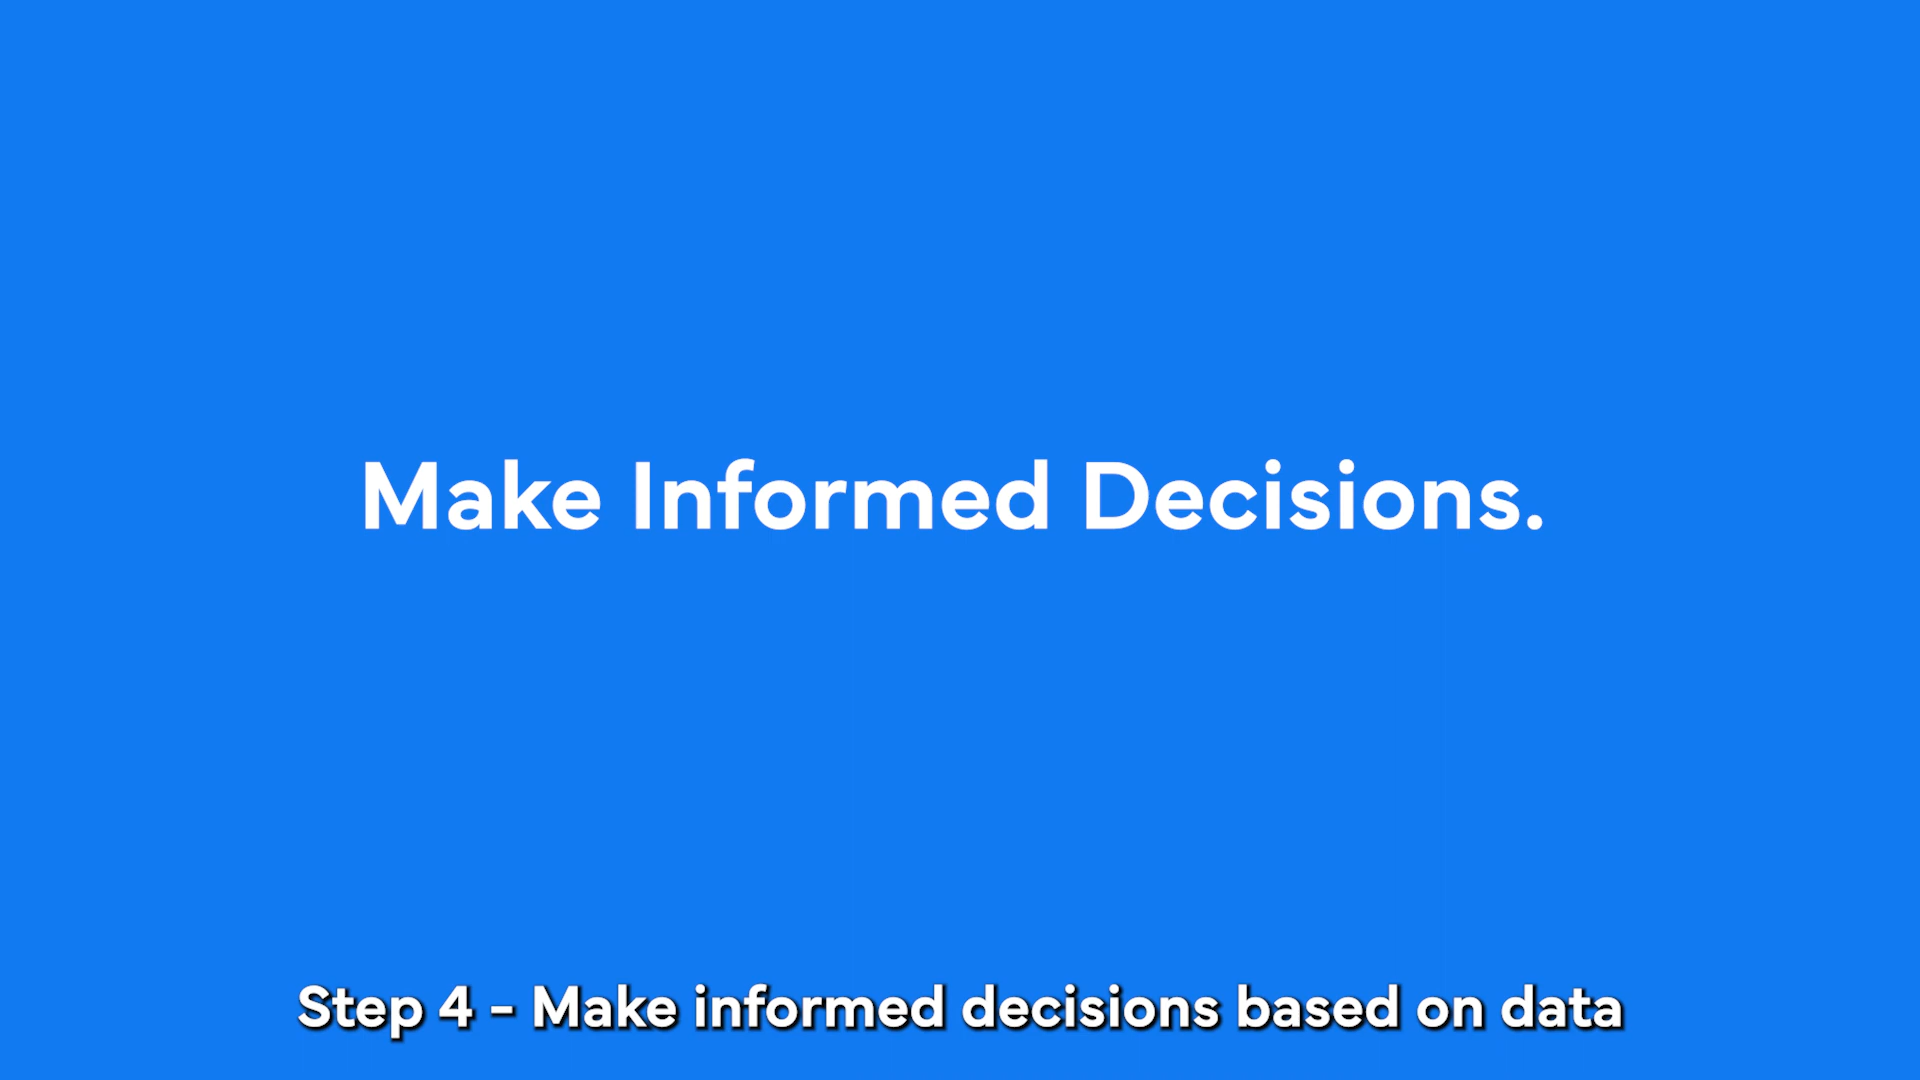 Make Informed Decisions.
Step 4 - Make informed decisions based on data